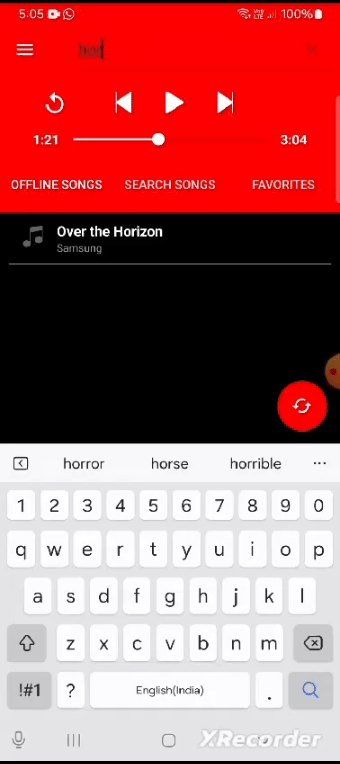 5:05 100%
hor
1:21 3:04
OFFLINE SONGS SEARCH SONGS FAVORITES
Over the Horizon
Samsung
horror horse horrible
1 2 3 4 5 6 7 8 9 0
q w e r t y u i o p
a s d f g h j k l
z x c v b n m
!#1 ? English(India) .
XRecorder